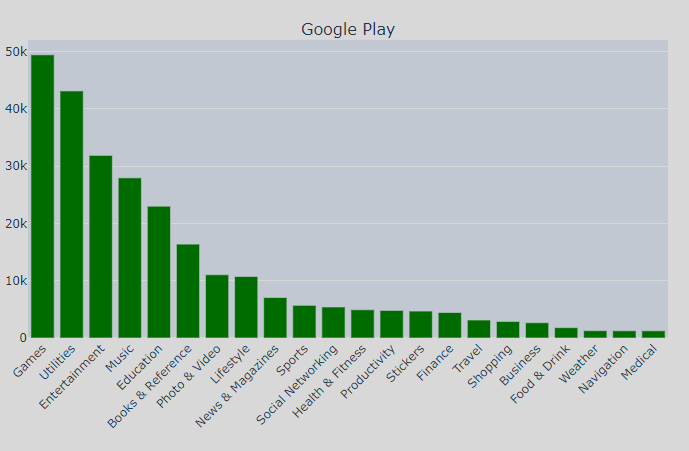 Google Play
50k
40k
30k
20k
10k
0
Games
Utilities
Entertainment
Music
Education
Books & Reference
Photo & Video
Lifestyle
News & Magazines
Sports
Social Networking
Health & Fitness
Productivity
Stickers
Finance
Travel
Shopping
Business
Food & Drink
Weather
Navigation
Medical